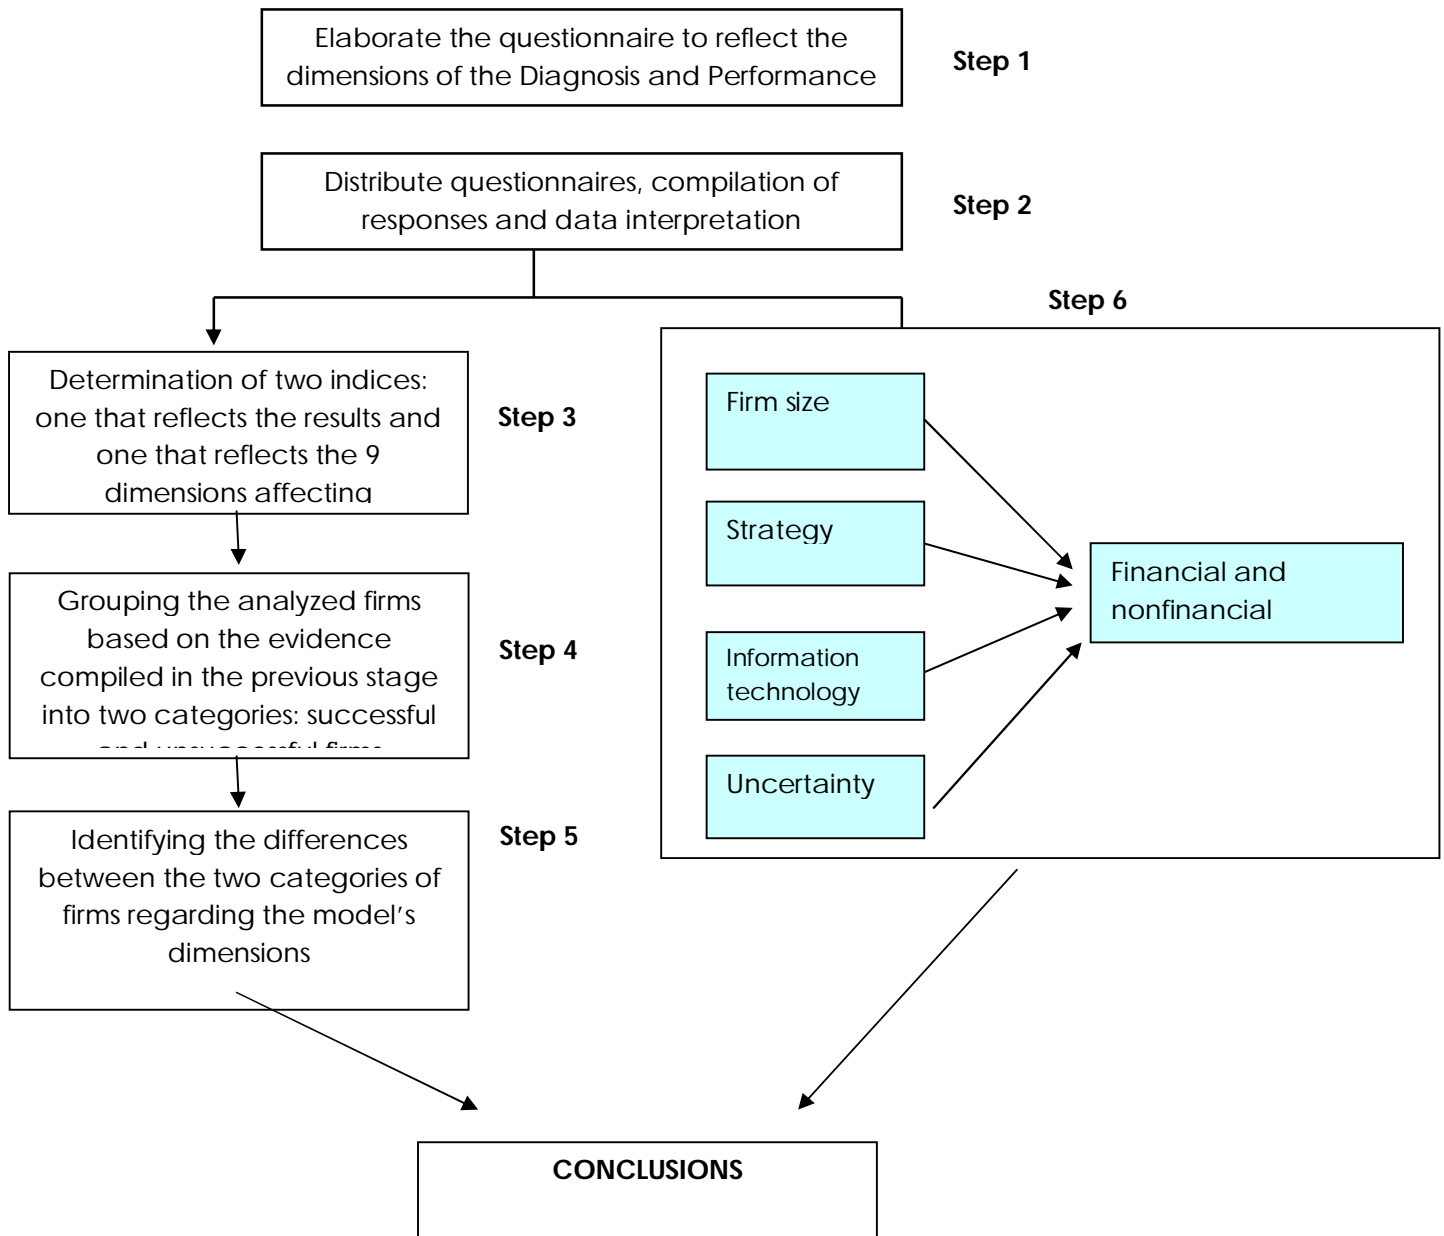 Elaborate the questionnaire to reflect the
dimensions of the Diagnosis and Performance
Step 1
Distribute questionnaires, compilation of
responses and data interpretation
Step 2
Determination of two indices:
one that reflects the results and
one that reflects the 9
dimensions affecting
Step 3
Grouping the analyzed firms
based on the evidence
compiled in the previous stage
into two categories: successful
and unsuccessful firms
Step 4
Identifying the differences
between the two categories of
firms regarding the model’s
dimensions
Step 5
Step 6
Firm size
Strategy
Information
technology
Uncertainty
Financial and
nonfinancial
CONCLUSIONS